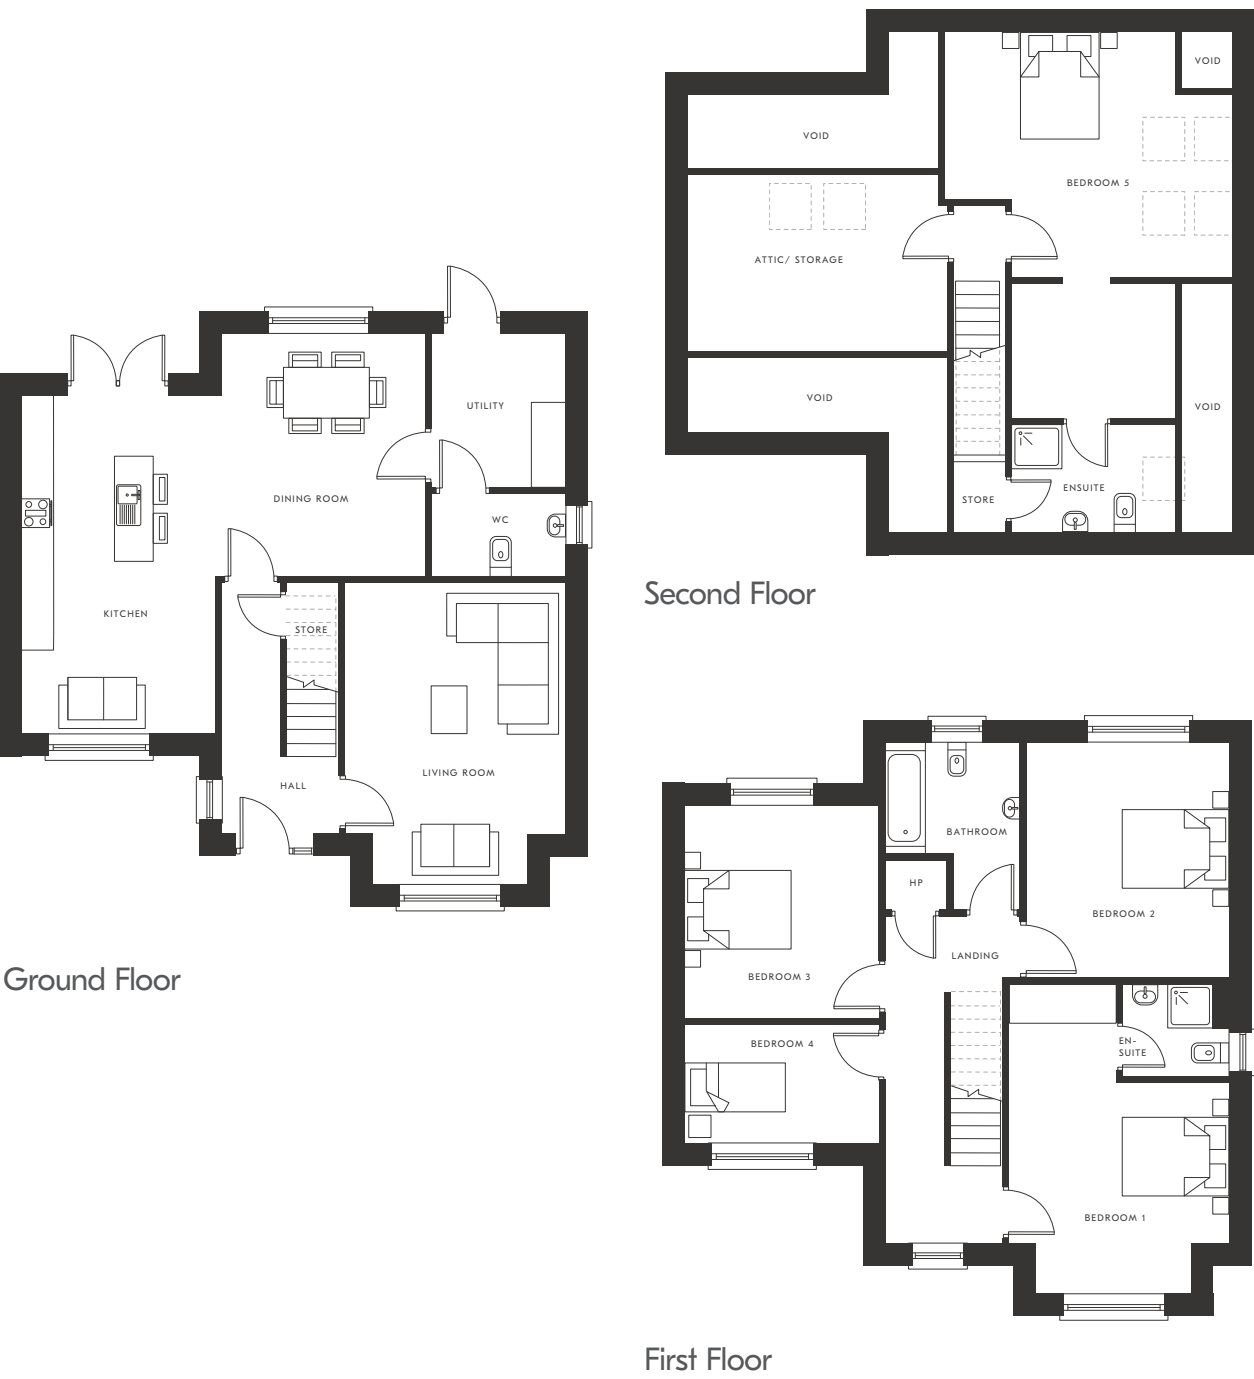 VOID
VOID
BEDROOM 5
ATTIC/ STORAGE
VOID
VOID
ENSUITE
STORE
Second Floor
UTILITY
DINING ROOM
WC
KITCHEN
STORE
LIVING ROOM
HALL
Ground Floor
BATHROOM
HP
BEDROOM 2
LANDING
BEDROOM 3
BEDROOM 4
EN-
SUITE
BEDROOM 1
First Floor